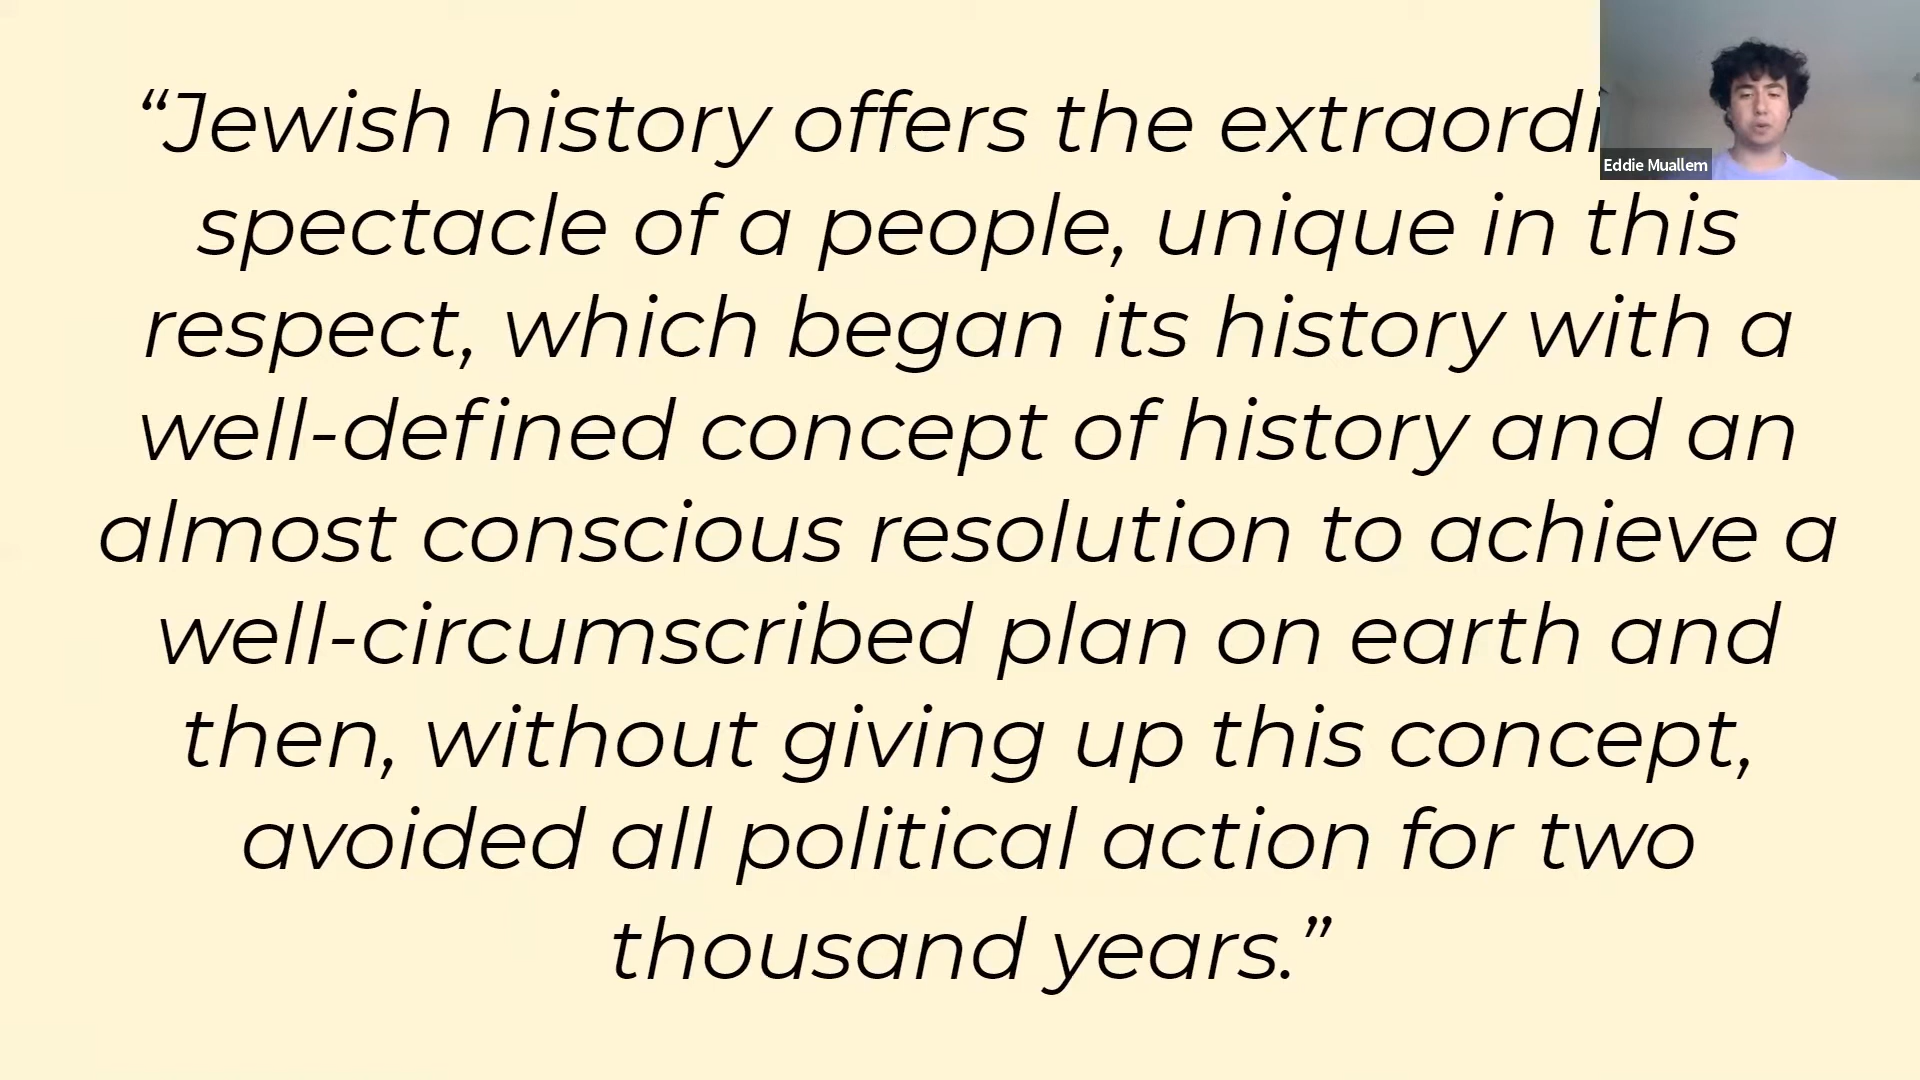 “Jewish history offers the
spectacle of a people, unique in this
respect, which began its history with a
well-defined concept of history and an
almost conscious resolution to achieve a
well-circumscribed plan on earth and
then, without giving up this concept,
avoided all political action for two
thousand years.”
Eddie Muallem